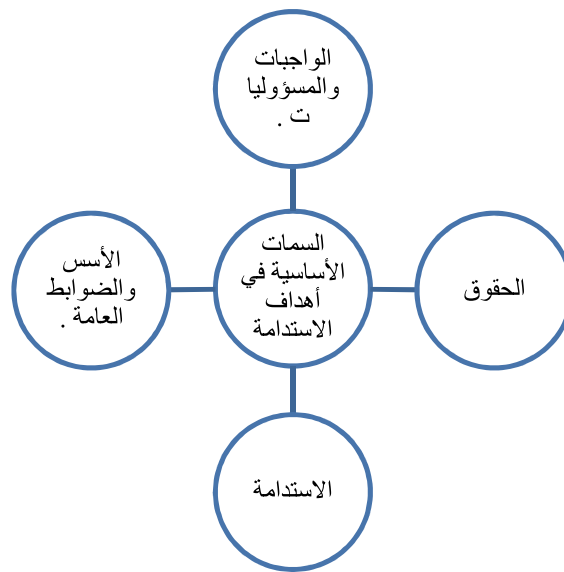 الواجبات
والمسؤوليا
ت .
السمات
الأساسية في
أهداف
الاستدامة
الحقوق
الأسس
والضوابط
العامة .
الاستدامة